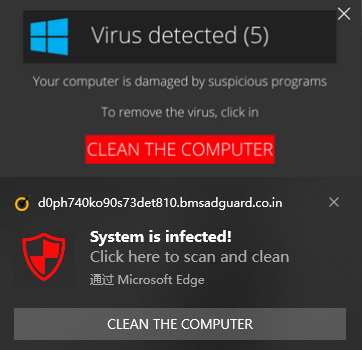 Virus detected (5)
Your computer is damaged by suspicious programs
To remove the virus, click in
CLEAN THE COMPUTER
d0ph740ko90s73det810.bmsadguard.co.in
System is infected!
Click here to scan and clean
通过 Microsoft Edge
CLEAN THE COMPUTER